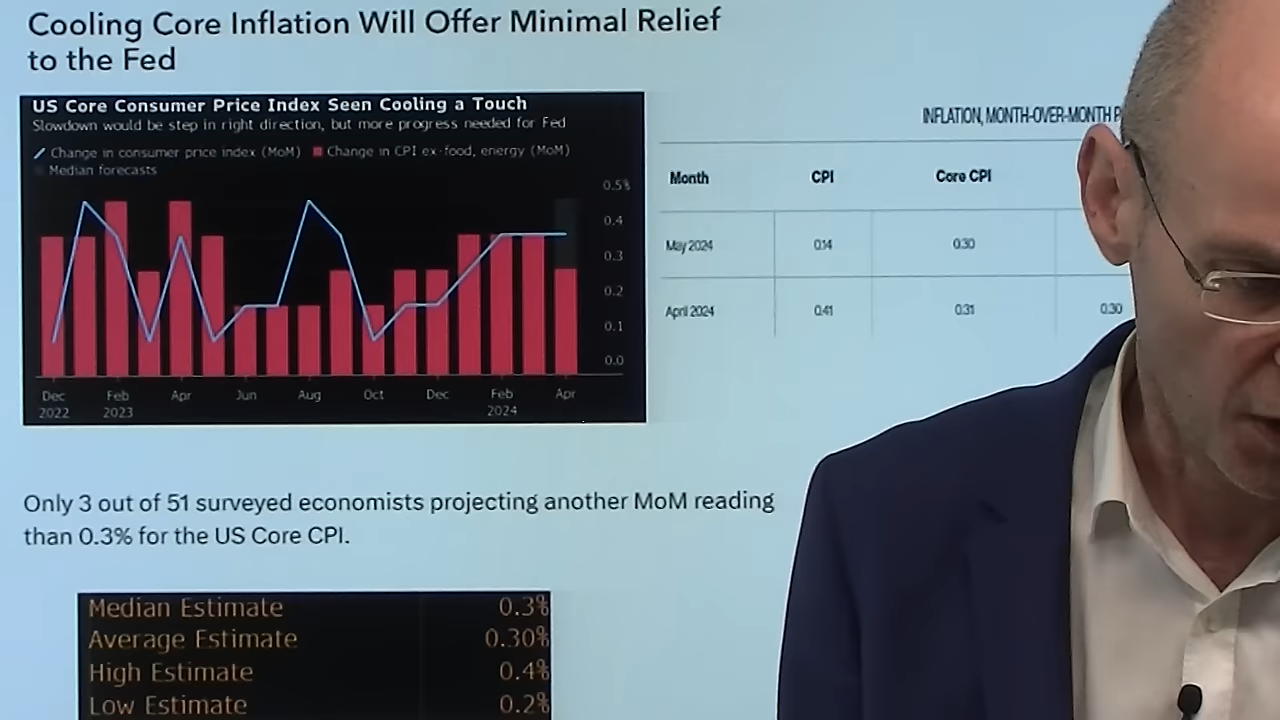 Cooling Core Inflation Will Offer Minimal Relief
to the Fed
US Core Consumer Price Index Seen Cooling a Touch
Slowdown would be step in right direction, but more progress needed for Fed
Change in consumer price index (MoM) Change in CPI ex-food, energy (MoM)
Median forecasts
0.5%
0.4
0.3
0.2
0.1
0.0
Dec Feb Apr Jun Aug Oct Dec Feb Apr
2022 2023 2024
INFLATION, MONTH-OVER-MONTH P
Month CPI Core CPI
May 2024 0.14 0.30
April 2024 0.41 0.31 0.30
Only 3 out of 51 surveyed economists projecting another MoM reading
than 0.3% for the US Core CPI.
Median Estimate 0.3%
Average Estimate 0.30%
High Estimate 0.4%
Low Estimate 0.2%